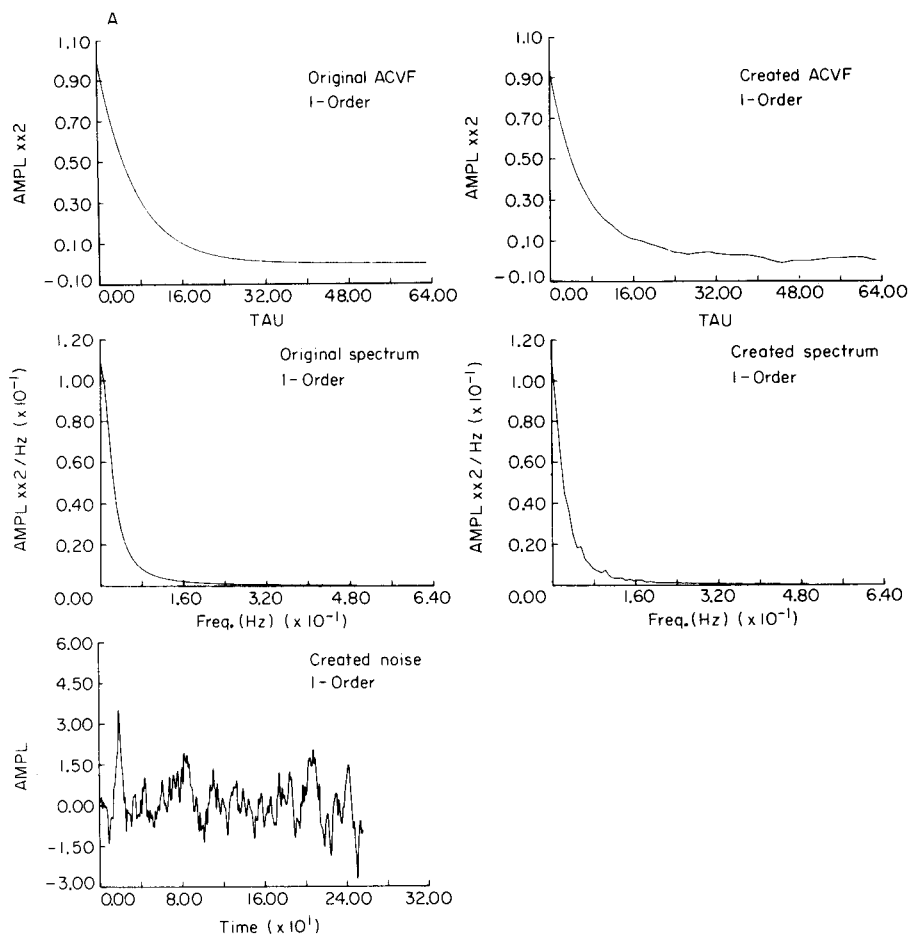 A
1.10
0.90
0.70
0.50
0.30
0.10
−0.10
AMPL xx2
Original ACVF
1-Order
0.00 16.00 32.00 48.00 64.00
TAU
1.10
0.90
0.70
0.50
0.30
0.10
−0.10
AMPL xx2
Created ACVF
1-Order
0.00 16.00 32.00 48.00 64.00
TAU
1.20
1.00
0.80
0.60
0.40
0.20
0.00
AMPL xx2/Hz (x10⁻¹)
Original spectrum
1-Order
1.60 3.20 4.80 6.40
Freq.(Hz) (x10⁻¹)
1.20
1.00
0.80
0.60
0.40
0.20
0.00
AMPL xx2/Hz (x10⁻¹)
Created spectrum
1-Order
1.60 3.20 4.80 6.40
Freq.(Hz) (x10⁻¹)
6.00
4.50
3.00
1.50
0.00
−1.50
−3.00
AMPL.
Created noise
1-Order
0.00 8.00 16.00 24.00 32.00
Time (x10¹)